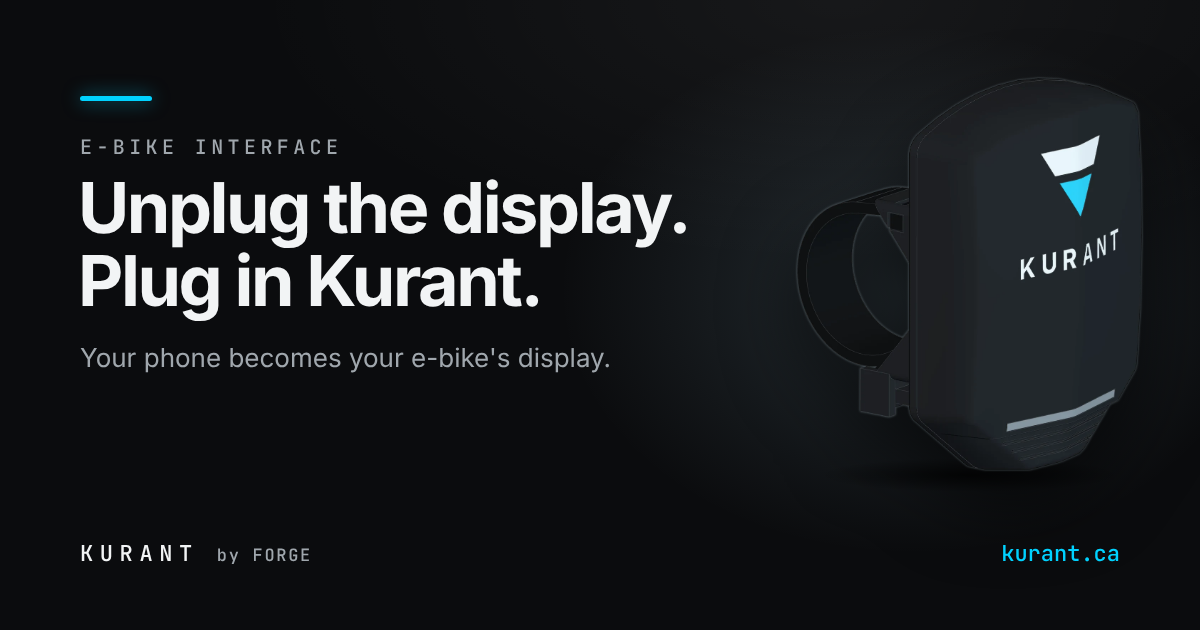 E-BIKE INTERFACE
Unplug the display.
Plug in Kurant.
Your phone becomes your e-bike's display.
KURANT
KURANT by FORGE
kurant.ca